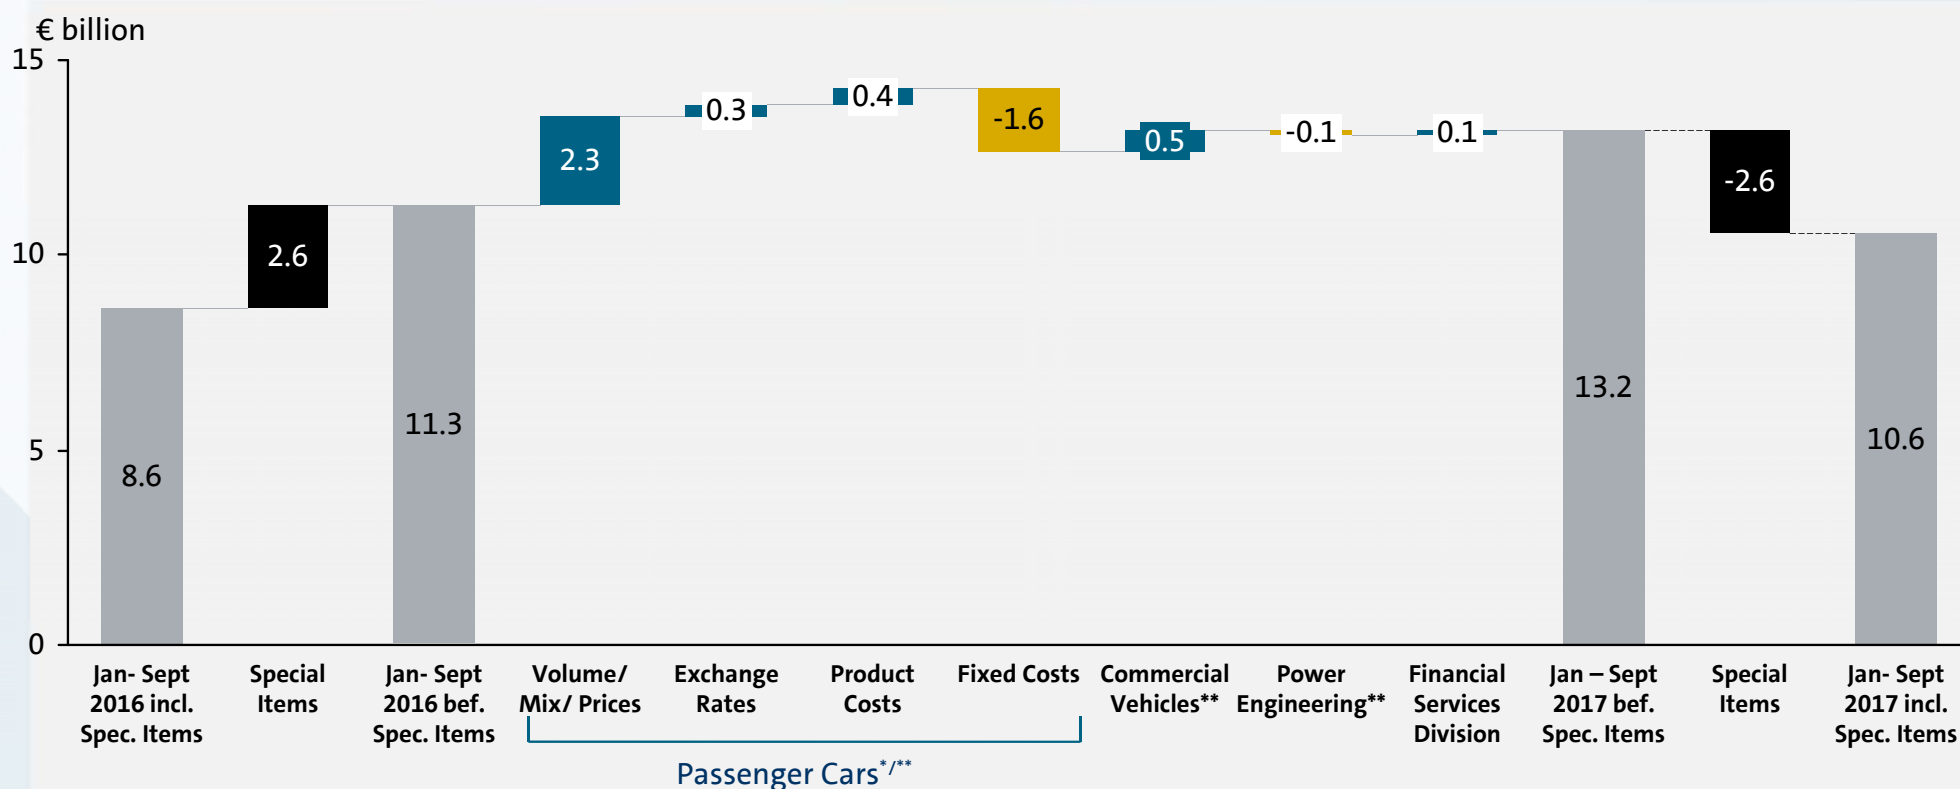 € billion
15
10
5
0
8.6
2.6
11.3
2.3
0.3
0.4
-1.6
0.5
-0.1
0.1
13.2
-2.6
10.6
Jan- Sept
2016 incl.
Spec. Items
Special
Items
Jan- Sept
2016 bef.
Spec. Items
Volume/
Mix/ Prices
Exchange
Rates
Product
Costs
Fixed Costs
Commercial
Vehicles**
Power
Engineering**
Financial
Services
Division
Jan – Sept
2017 bef.
Spec. Items
Special
Items
Jan- Sept
2017 incl.
Spec. Items
Passenger Cars*/**